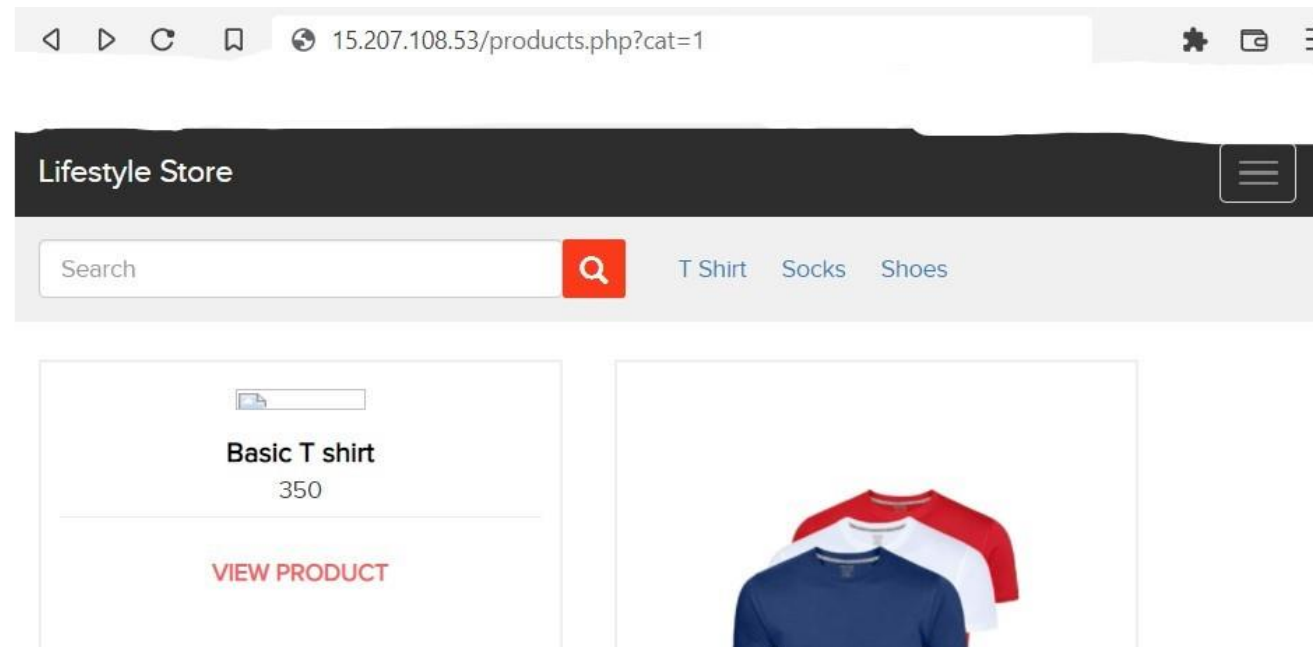 15.207.108.53/products.php?cat=1
Lifestyle Store
Search
T Shirt Socks Shoes
Basic T shirt
350
VIEW PRODUCT